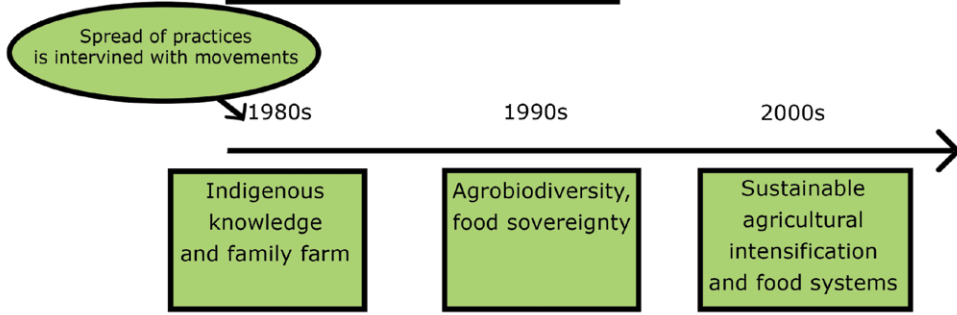 Spread of practices
is intervined with movements
1980s
1990s
2000s
Indigenous
knowledge
and family farm
Agrobiodiversity,
food sovereignty
Sustainable
agricultural
intensification
and food systems